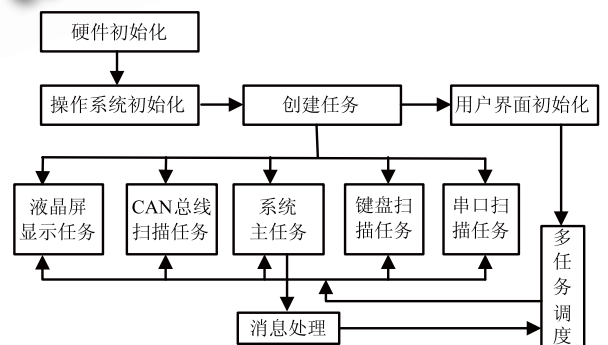 硬件初始化
操作系统初始化
创建任务
用户界面初始化
液晶屏
显示任务
CAN总线
扫描任务
系统
主任务
键盘扫
描任务
串口扫
描任务
多
任
务
调
度
消息处理